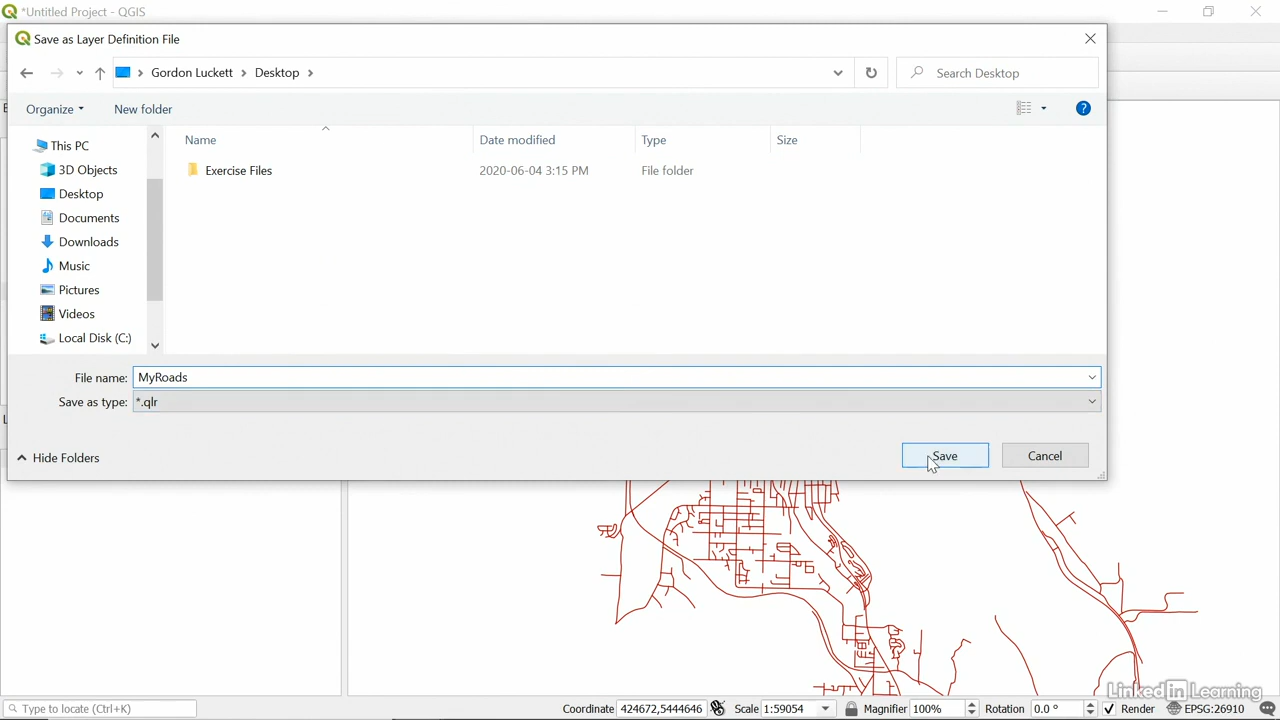 *Untitled Project - QGIS
Save as Layer Definition File
Gordon Luckett > Desktop >
Search Desktop
Organize
New folder
Name
Date modified
Type
Size
This PC
3D Objects
Desktop
Documents
Downloads
Music
Pictures
Videos
Local Disk (C:)
Exercise Files
2020-06-04 3:15 PM
File folder
File name:
MyRoads
Save as type:
*.qlr
Hide Folders
Save
Cancel
LinkedIn Learning
Type to locate (Ctrl+K)
Coordinate
424672,5444646
Scale
1:59054
Magnifier
100%
Rotation
0.0 °
Render
EPSG:26910